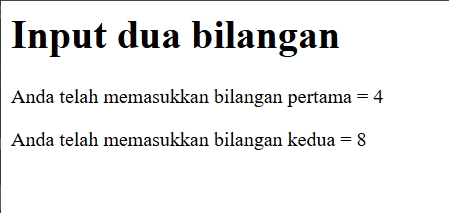 Input dua bilangan
Anda telah memasukkan bilangan pertama = 4
Anda telah memasukkan bilangan kedua = 8